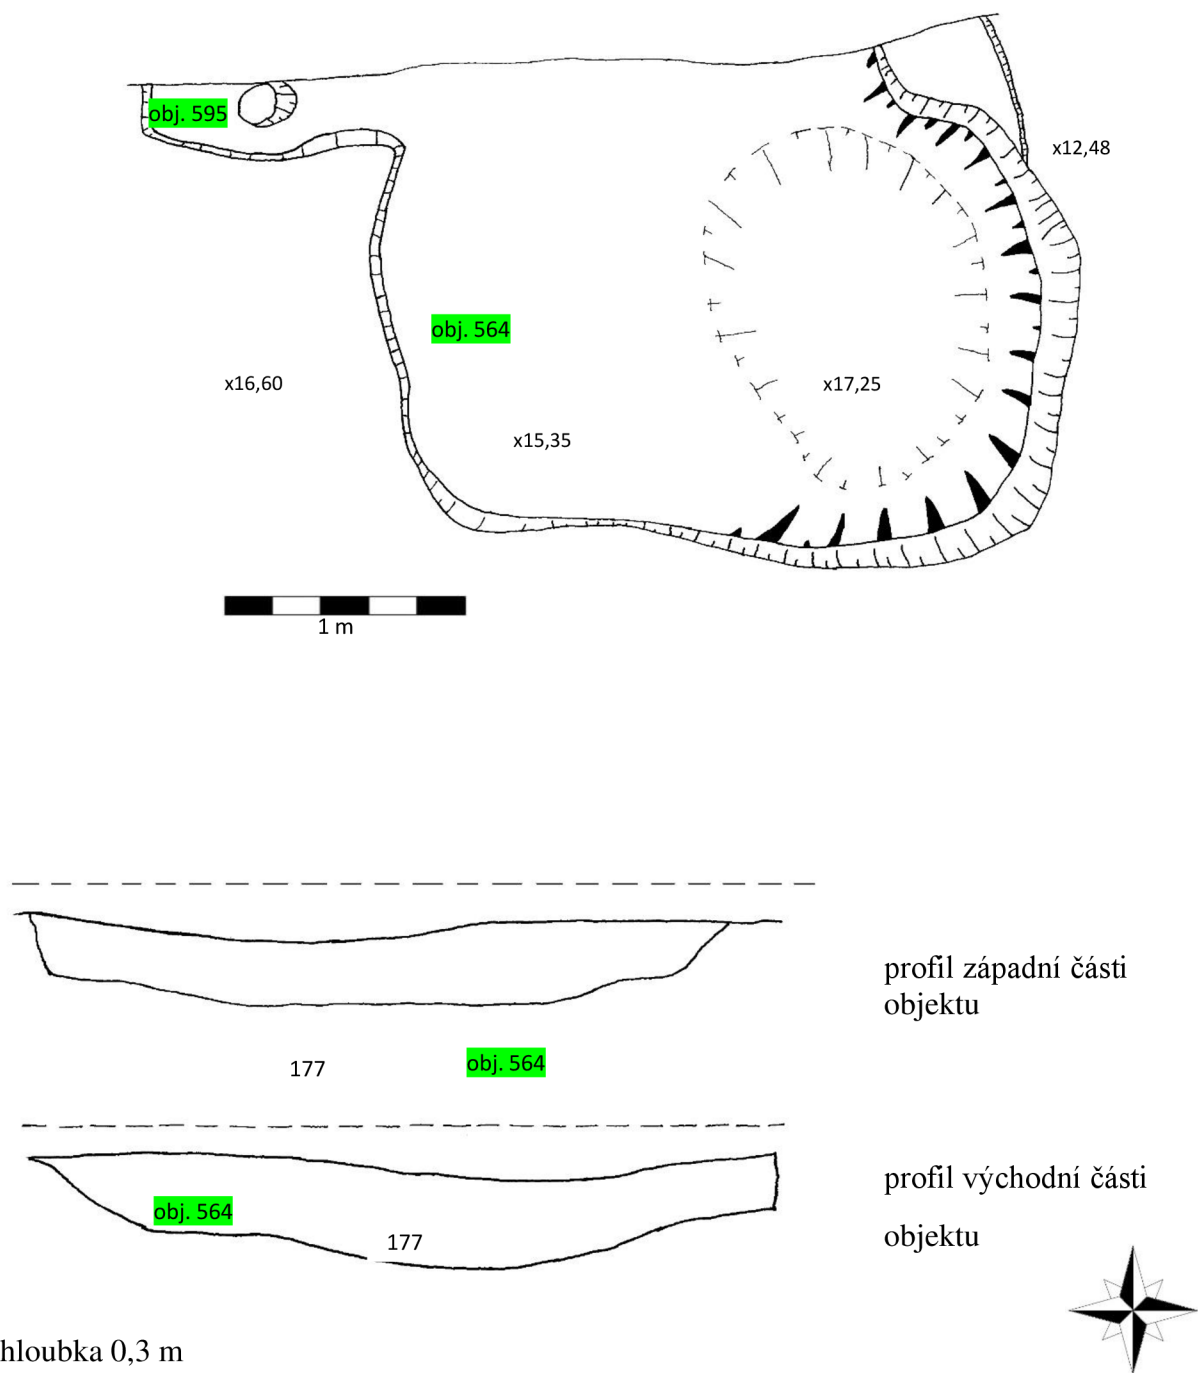 obj. 595
x12,48
obj. 564
x16,60
x17,25
x15,35
1 m
profil západní části
objektu
177
obj. 564
profil východní části
obj. 564
177
objektu
hloubka 0,3 m